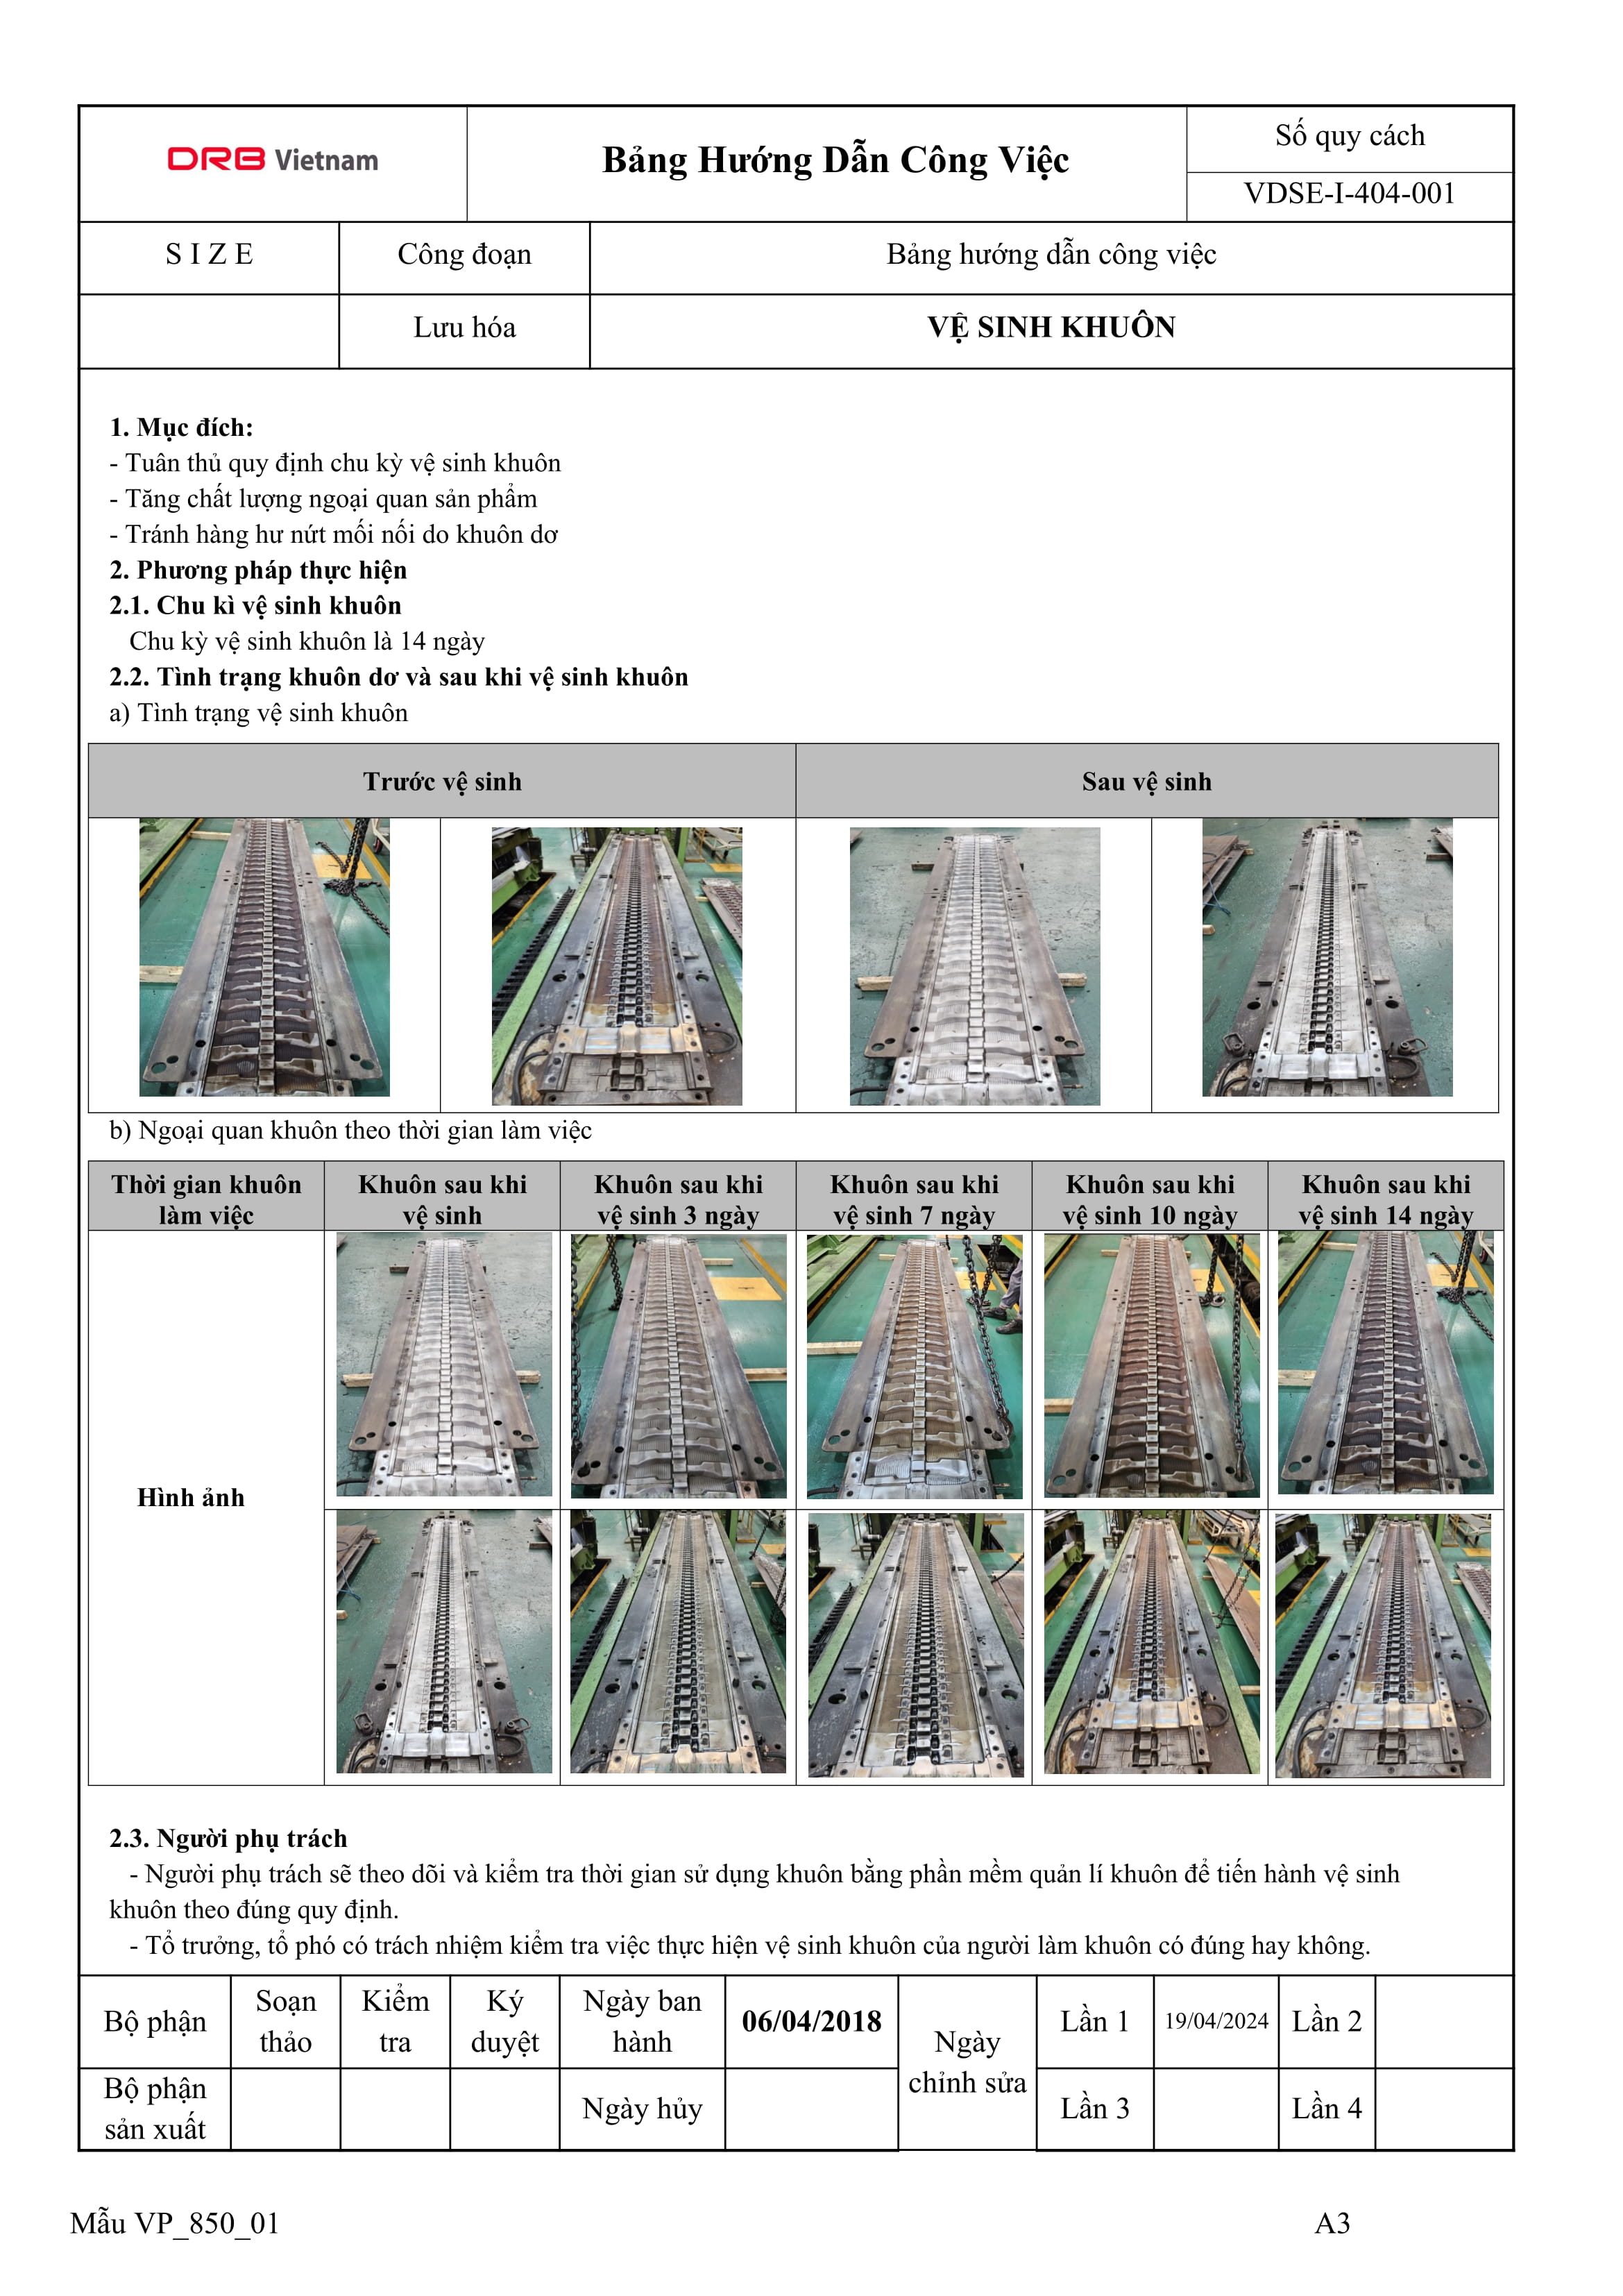 DRB Vietnam
Bảng Hướng Dẫn Công Việc
Số quy cách
VDSE-I-404-001
S I Z E
Công đoạn
Bảng hướng dẫn công việc
Lưu hóa
VỆ SINH KHUÔN
1. Mục đích:
- Tuân thủ quy định chu kỳ vệ sinh khuôn
- Tăng chất lượng ngoại quan sản phẩm
- Tránh hàng hư nứt mối nối do khuôn dơ
2. Phương pháp thực hiện
2.1. Chu kì vệ sinh khuôn
Chu kỳ vệ sinh khuôn là 14 ngày
2.2. Tình trạng khuôn dơ và sau khi vệ sinh khuôn
a) Tình trạng vệ sinh khuôn
Trước vệ sinh
Sau vệ sinh
b) Ngoại quan khuôn theo thời gian làm việc
Thời gian khuôn
làm việc
Khuôn sau khi
vệ sinh
Khuôn sau khi
vệ sinh 3 ngày
Khuôn sau khi
vệ sinh 7 ngày
Khuôn sau khi
vệ sinh 10 ngày
Khuôn sau khi
vệ sinh 14 ngày
Hình ảnh
2.3. Người phụ trách
- Người phụ trách sẽ theo dõi và kiểm tra thời gian sử dụng khuôn bằng phần mềm quản lí khuôn để tiến hành vệ sinh
khuôn theo đúng quy định.
- Tổ trưởng, tổ phó có trách nhiệm kiểm tra việc thực hiện vệ sinh khuôn của người làm khuôn có đúng hay không.
Bộ phận
Soạn
thảo
Kiểm
tra
Ký
duyệt
Ngày ban
hành
06/04/2018
Ngày
chỉnh sửa
Lần 1
19/04/2024
Lần 2
Bộ phận
sản xuất
Ngày hủy
Lần 3
Lần 4
Mẫu VP_850_01
A3